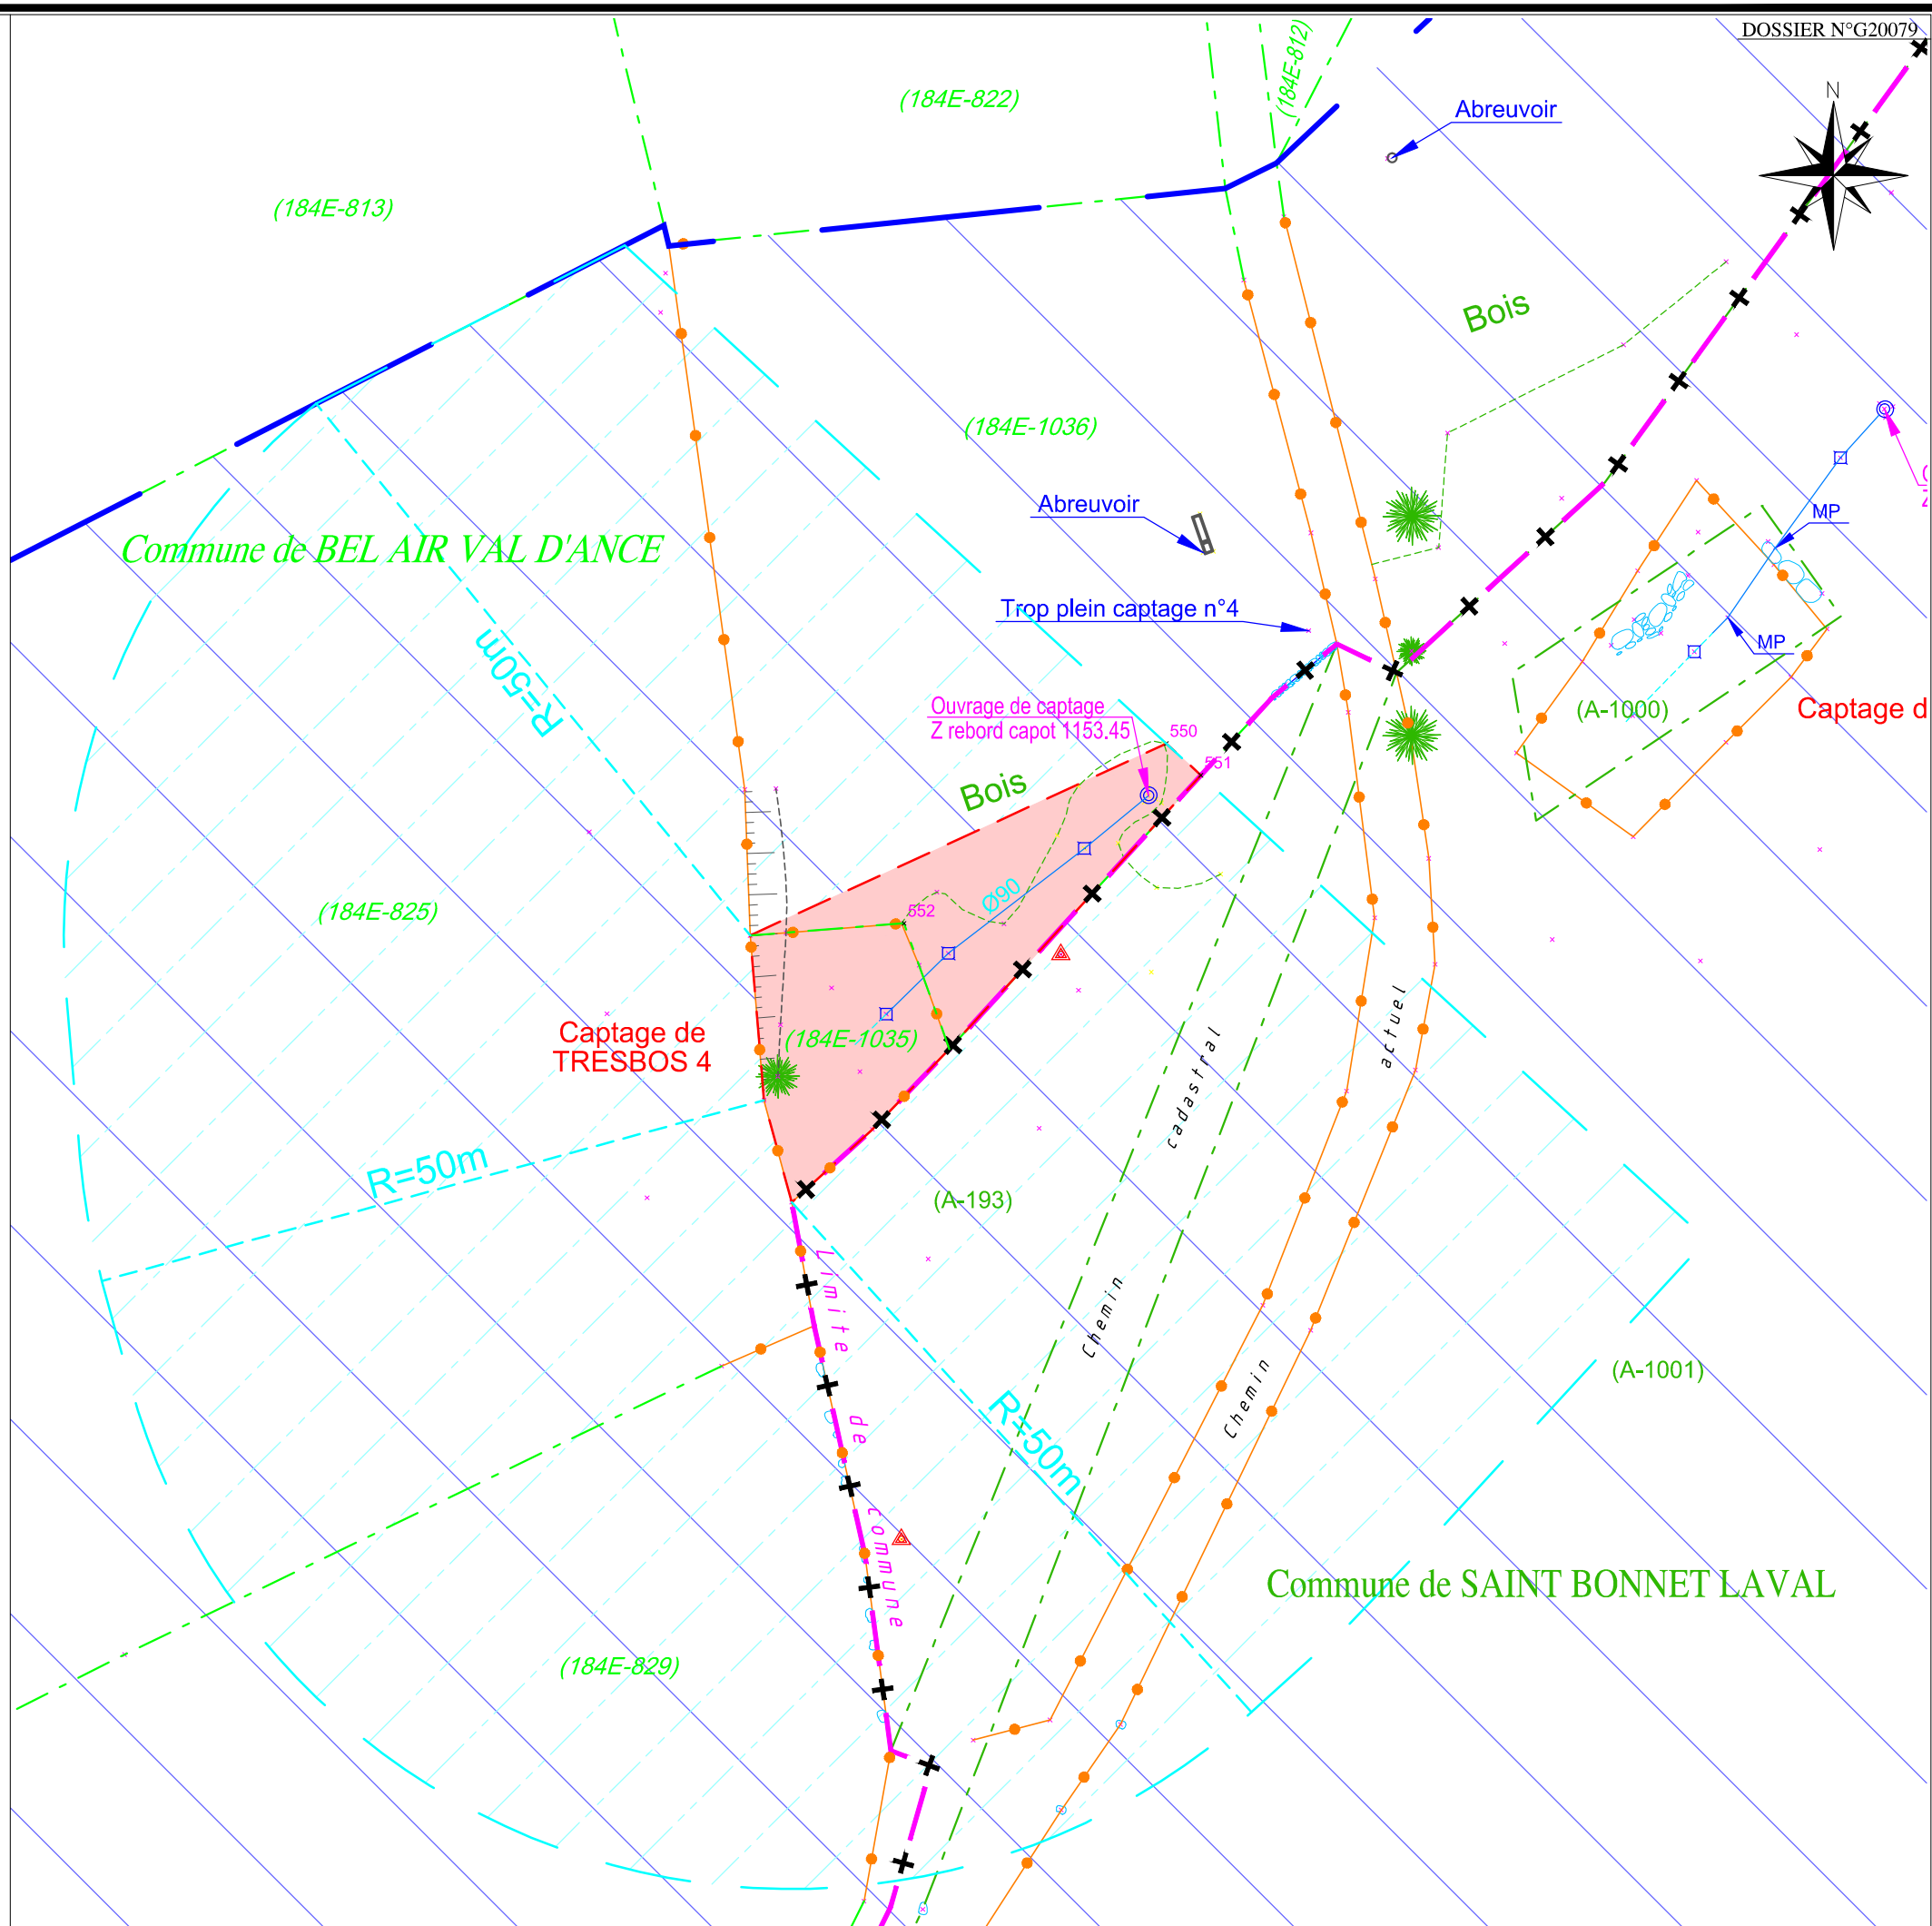 DOSSIER N°G20079
N
(184E-822)
(184E-812)
Abreuvoir
(184E-813)
Bois
(184E-1036)
Abreuvoir
MP
Commune de BEL AIR VAL D'ANCE
Trop plein captage n°4
R=50m
MP
Ouvrage de captage
Z rebord capot 1153.45
(A-1000)
Captage d
550
551
Bois
Ø90
(184E-825)
552
Captage de
TRESBOS 4
(184E-1035)
Chemin cadastral
Chemin actuel
R=50m
(A-193)
Limite de commune
(A-1001)
R=50m
Commune de SAINT BONNET LAVAL
(184E-829)